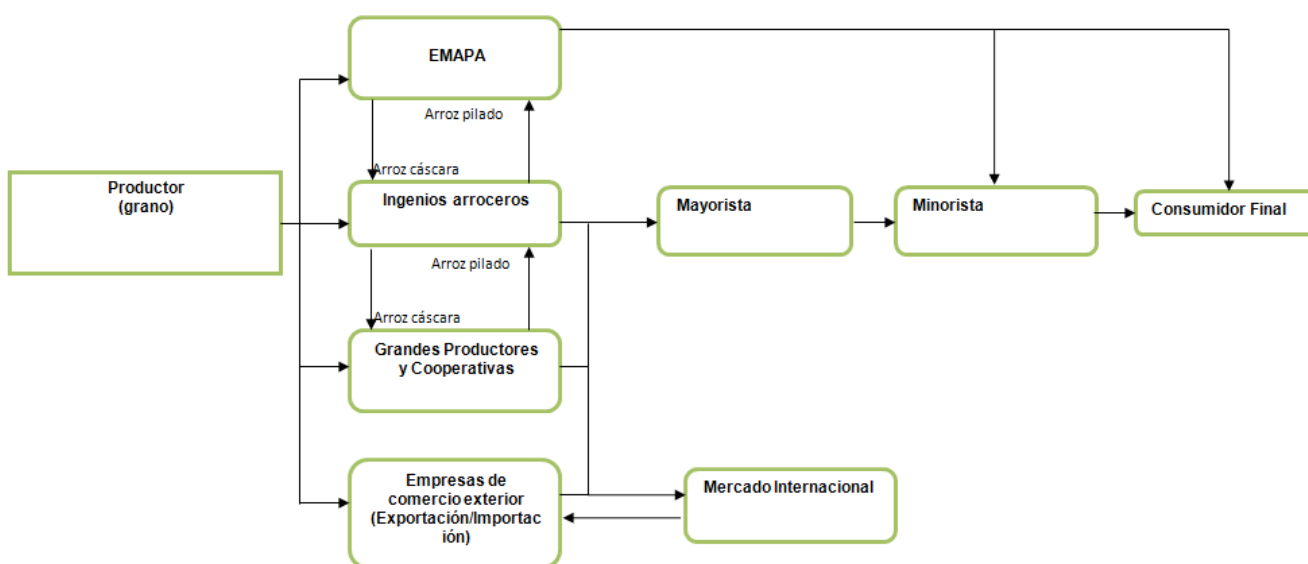 EMAPA
Arroz pilado
Arroz cáscara
Productor
(grano)
Ingenios arroceros
Mayorista
Minorista
Consumidor Final
Arroz pilado
Arroz cáscara
Grandes Productores
y Cooperativas
Empresas de
comercio exterior
(Exportación/Importac
ión)
Mercado Internacional